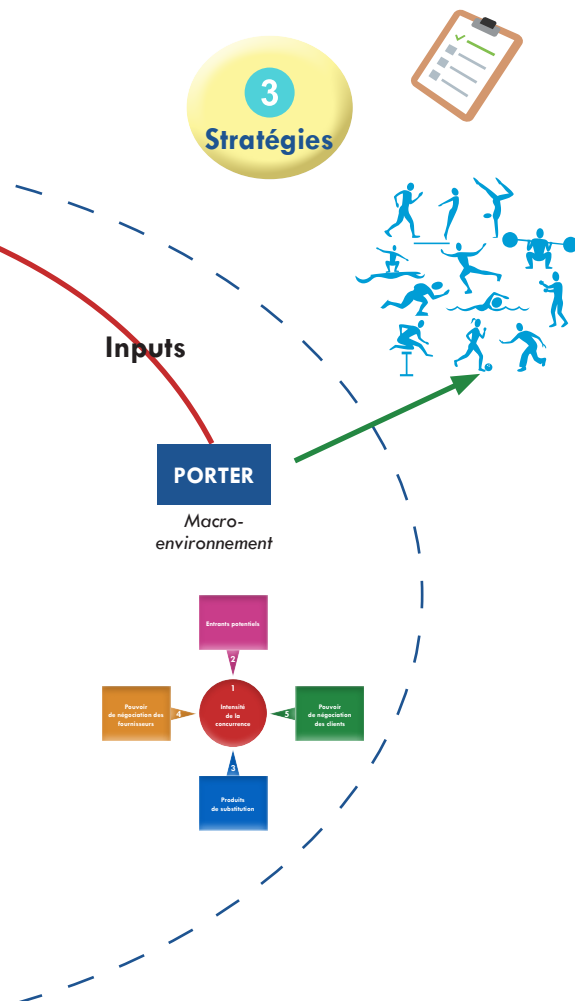 3
Stratégies
Inputs
PORTER
Macro-
environnement
Entrants potentiels
2
1
Intensité
de la
concurrence
Pouvoir
de négociation des
fournisseurs
4
5
Pouvoir
de négociation
des clients
3
Produits
de substitution